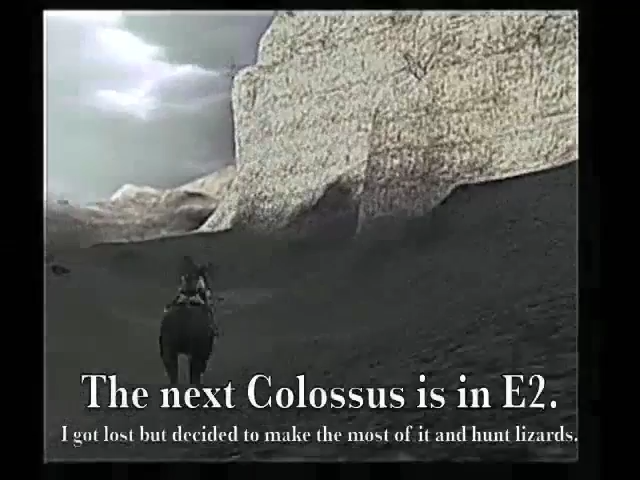 The next Colossus is in E2.
I got lost but decided to make the most of it and hunt lizards.